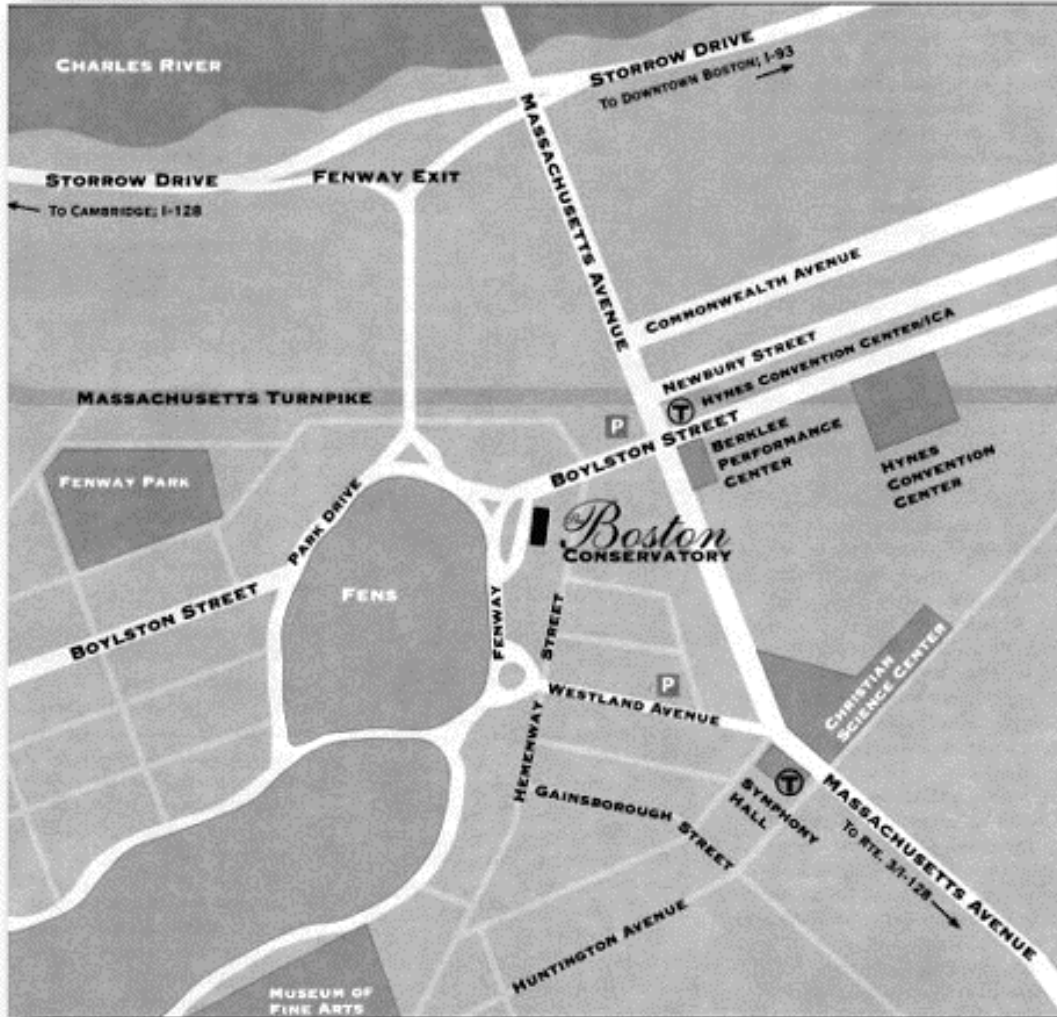 CHARLES RIVER
STORROW DRIVE
TO DOWNTOWN BOSTON; I-93
MASSACHUSETTS AVENUE
STORROW DRIVE
FENWAY EXIT
TO CAMBRIDGE; I-128
COMMONWEALTH AVENUE
NEWBURY STREET
HYNES CONVENTION CENTER/ICA
T
MASSACHUSETTS TURNPIKE
P
BOYLSTON STREET
BERKLEE
PERFORMANCE
CENTER
HYNES
CONVENTION
CENTER
FENWAY PARK
PARK DRIVE
The Boston
CONSERVATORY
FENS
FENWAY
BOYLSTON STREET
HEMENWAY STREET
P
WESTLAND AVENUE
CHRISTIAN
SCIENCE CENTER
T
SYMPHONY
HALL
GAINSBOROUGH STREET
MASSACHUSETTS AVENUE
TO RTE. 3/I-128
HUNTINGTON AVENUE
MUSEUM OF
FINE ARTS